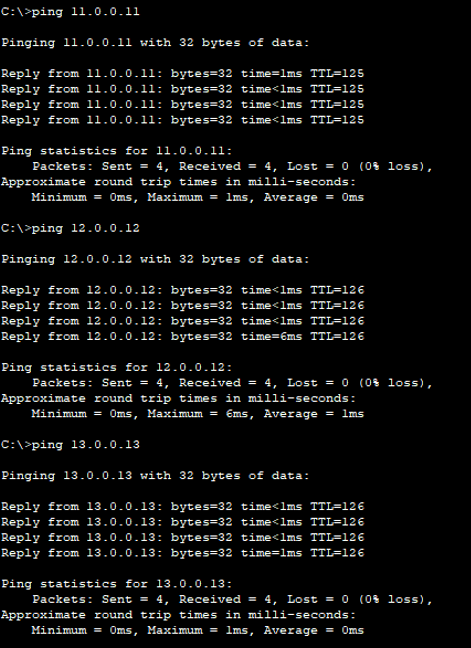 C:\>ping 11.0.0.11
Pinging 11.0.0.11 with 32 bytes of data:
Reply from 11.0.0.11: bytes=32 time=1ms TTL=125
Reply from 11.0.0.11: bytes=32 time<1ms TTL=125
Reply from 11.0.0.11: bytes=32 time<1ms TTL=125
Reply from 11.0.0.11: bytes=32 time<1ms TTL=125
Ping statistics for 11.0.0.11:
Packets: Sent = 4, Received = 4, Lost = 0 (0% loss),
Approximate round trip times in milli-seconds:
Minimum = 0ms, Maximum = 1ms, Average = 0ms
C:\>ping 12.0.0.12
Pinging 12.0.0.12 with 32 bytes of data:
Reply from 12.0.0.12: bytes=32 time<1ms TTL=126
Reply from 12.0.0.12: bytes=32 time<1ms TTL=126
Reply from 12.0.0.12: bytes=32 time<1ms TTL=126
Reply from 12.0.0.12: bytes=32 time=6ms TTL=126
Ping statistics for 12.0.0.12:
Packets: Sent = 4, Received = 4, Lost = 0 (0% loss),
Approximate round trip times in milli-seconds:
Minimum = 0ms, Maximum = 6ms, Average = 1ms
C:\>ping 13.0.0.13
Pinging 13.0.0.13 with 32 bytes of data:
Reply from 13.0.0.13: bytes=32 time<1ms TTL=126
Reply from 13.0.0.13: bytes=32 time<1ms TTL=126
Reply from 13.0.0.13: bytes=32 time<1ms TTL=126
Reply from 13.0.0.13: bytes=32 time=1ms TTL=126
Ping statistics for 13.0.0.13:
Packets: Sent = 4, Received = 4, Lost = 0 (0% loss),
Approximate round trip times in milli-seconds:
Minimum = 0ms, Maximum = 1ms, Average = 0ms